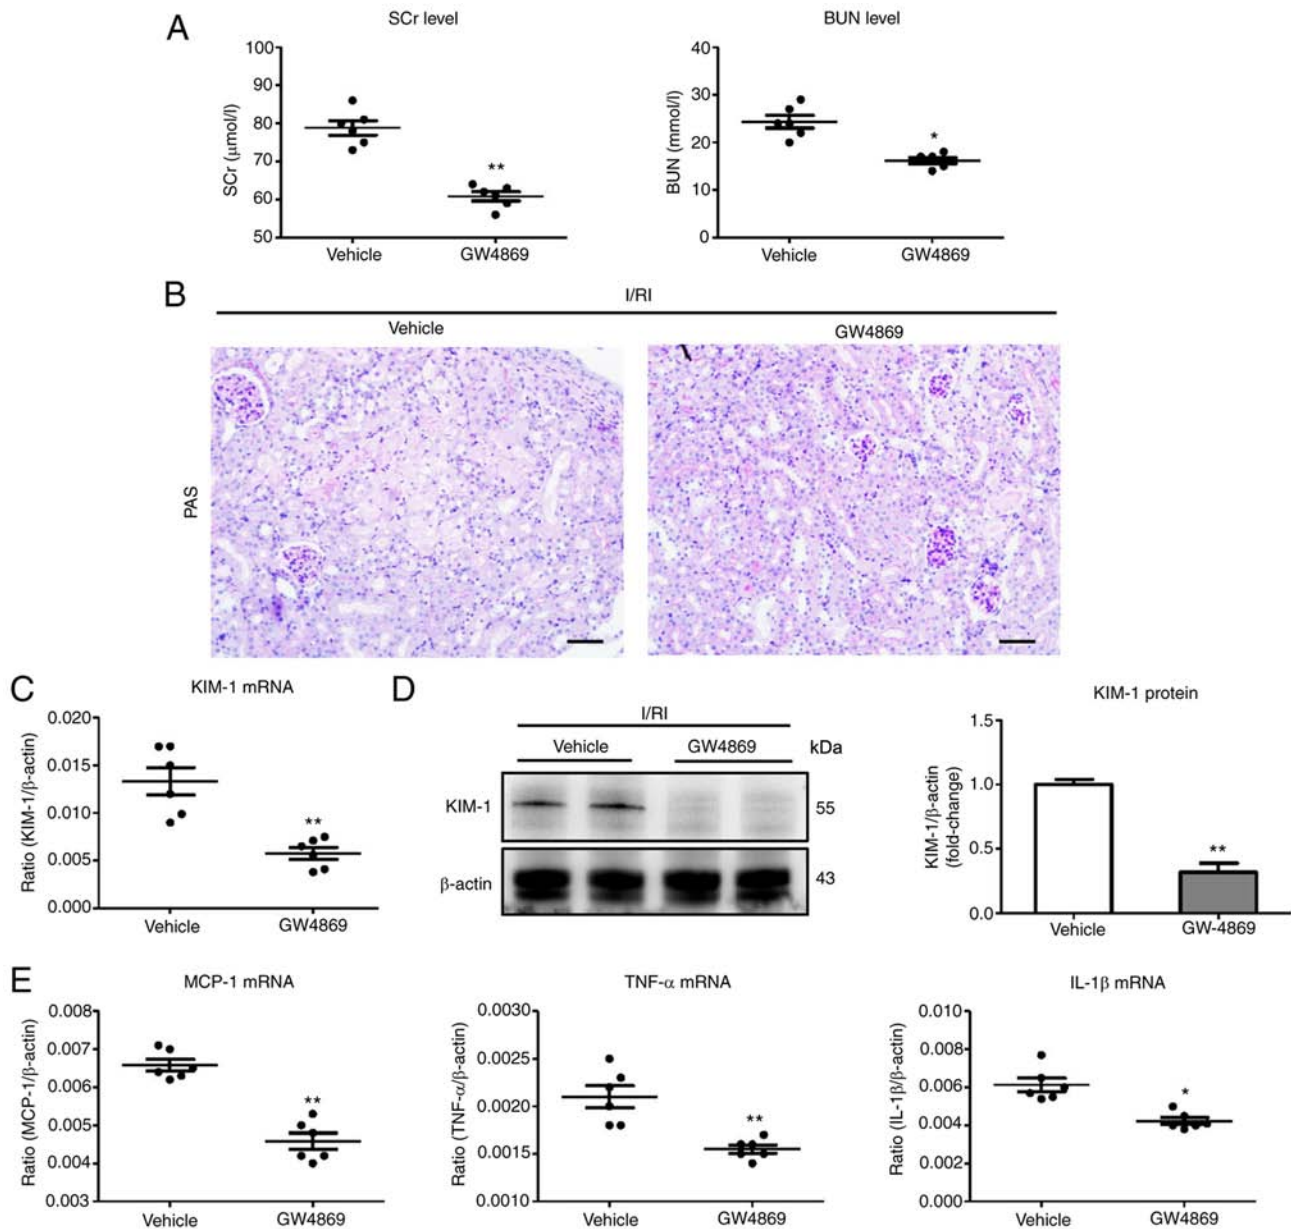 A
SCr level
SCr (μmol/l)
100
90
80
70
60
50
**
Vehicle
GW4869
BUN level
BUN (mmol/l)
40
30
20
10
0
*
Vehicle
GW4869
B
I/RI
Vehicle
GW4869
PAS
C
KIM-1 mRNA
Ratio (KIM-1/β-actin)
0.020
0.015
0.010
0.005
0.000
**
Vehicle
GW4869
D
I/RI
Vehicle
GW4869
kDa
KIM-1
55
β-actin
43
KIM-1 protein
KIM-1/β-actin
(fold-change)
1.5
1.0
0.5
0.0
**
Vehicle
GW-4869
E
MCP-1 mRNA
Ratio (MCP-1/β-actin)
0.008
0.007
0.006
0.005
0.004
0.003
**
Vehicle
GW4869
TNF-α mRNA
Ratio (TNF-α/β-actin)
0.0030
0.0025
0.0020
0.0015
0.0010
**
Vehicle
GW4869
IL-1β mRNA
Ratio (IL-1β/β-actin)
0.010
0.008
0.006
0.004
0.002
0.000
*
Vehicle
GW4869